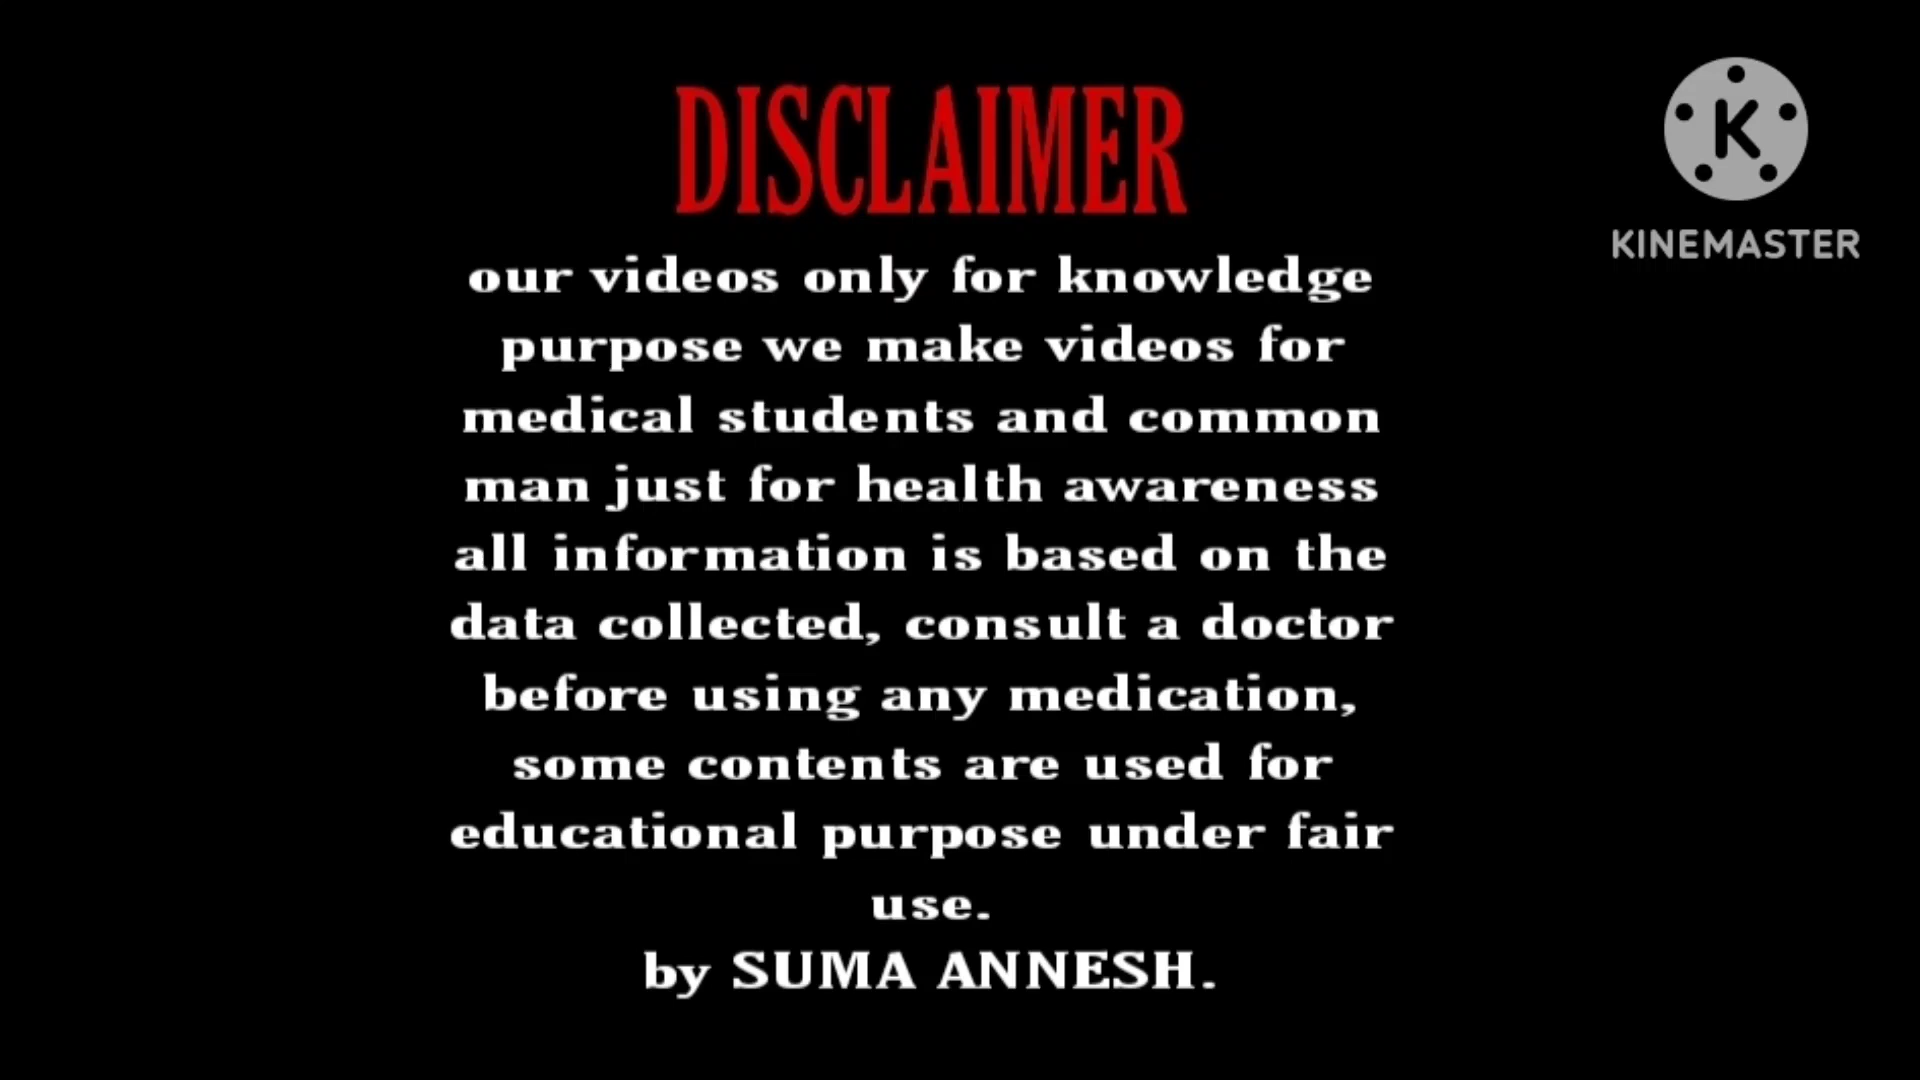 DISCLAIMER
K
KINEMASTER
our videos only for knowledge
purpose we make videos for
medical students and common
man just for health awareness
all information is based on the
data collected, consult a doctor
before using any medication,
some contents are used for
educational purpose under fair
use.
by SUMA ANNESH.